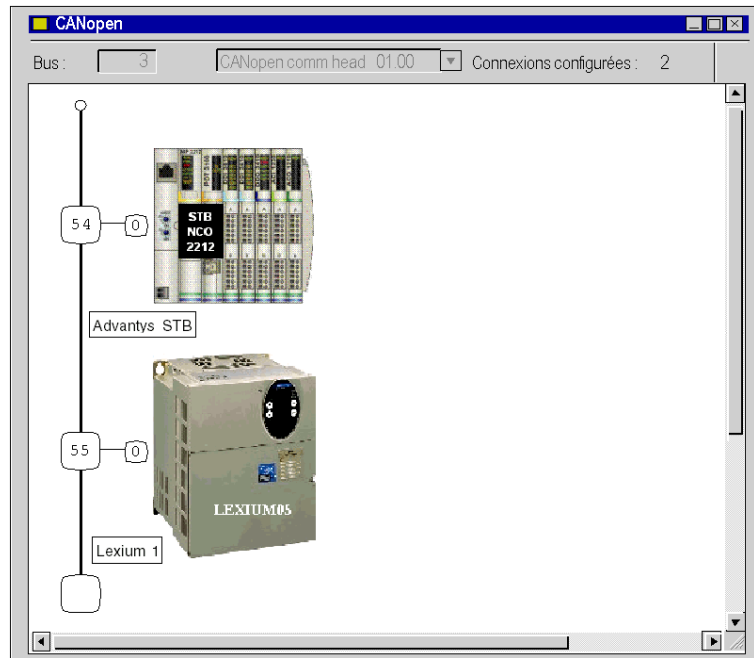 CANopen
Bus : 3 CANopen comm head 01.00 Connexions configurées : 2
54 0
STB
NCO
2212
Advantys STB
55 0
LEXIUM05
Lexium 1